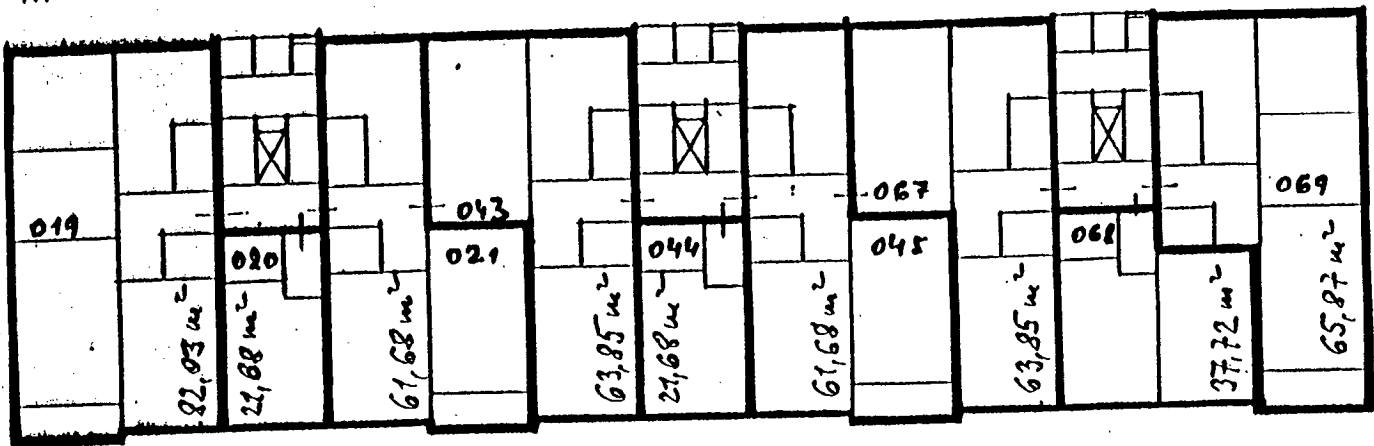 019
82,03 m²
020
21,68 m²
61,68 m²
043
021
63,85 m²
044
21,68 m²
61,68 m²
067
045
63,85 m²
068
37,72 m²
069
65,87 m²